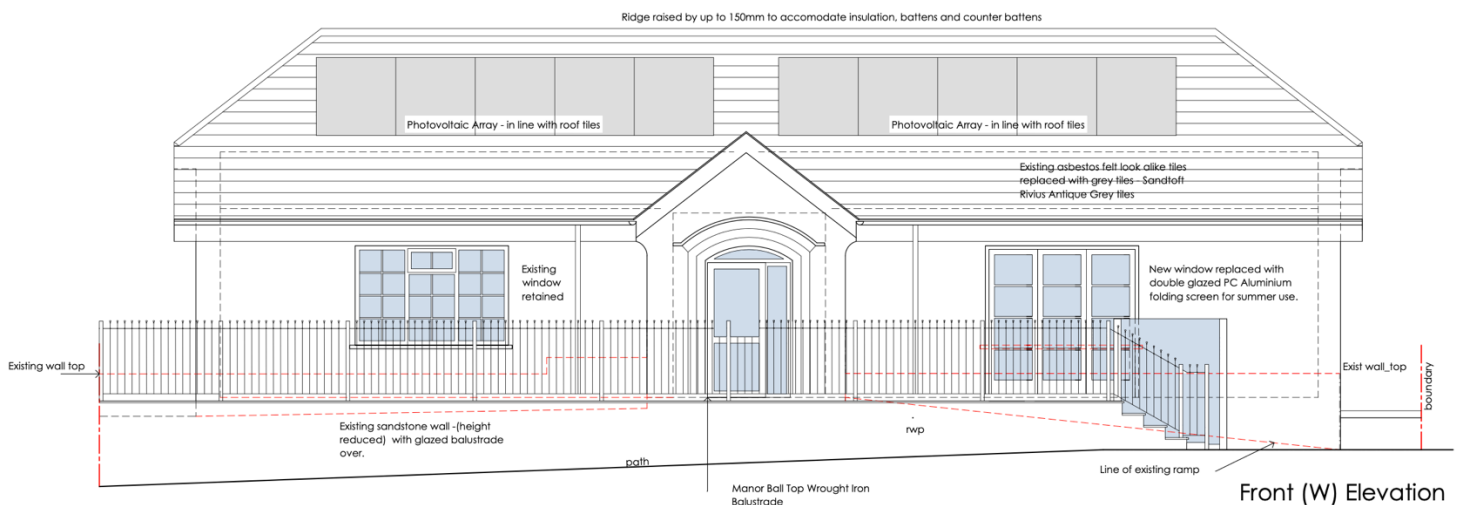 Ridge raised by up to 150mm to accomodate insulation, battens and counter battens
Photovoltaic Array - in line with roof tiles
Photovoltaic Array - in line with roof tiles
Existing asbestos felt look alike tiles
replaced with grey tiles - Sandtoft
Rivius Antique Grey tiles
Existing
window
retained
New window replaced with
double glazed PC Aluminium
folding screen for summer use.
Existing wall top
Exist wall_top
boundary
Existing sandstone wall -(height
reduced) with glazed balustrade
over.
rwp
path
Line of existing ramp
Manor Ball Top Wrought Iron
Balustrade
Front (W) Elevation